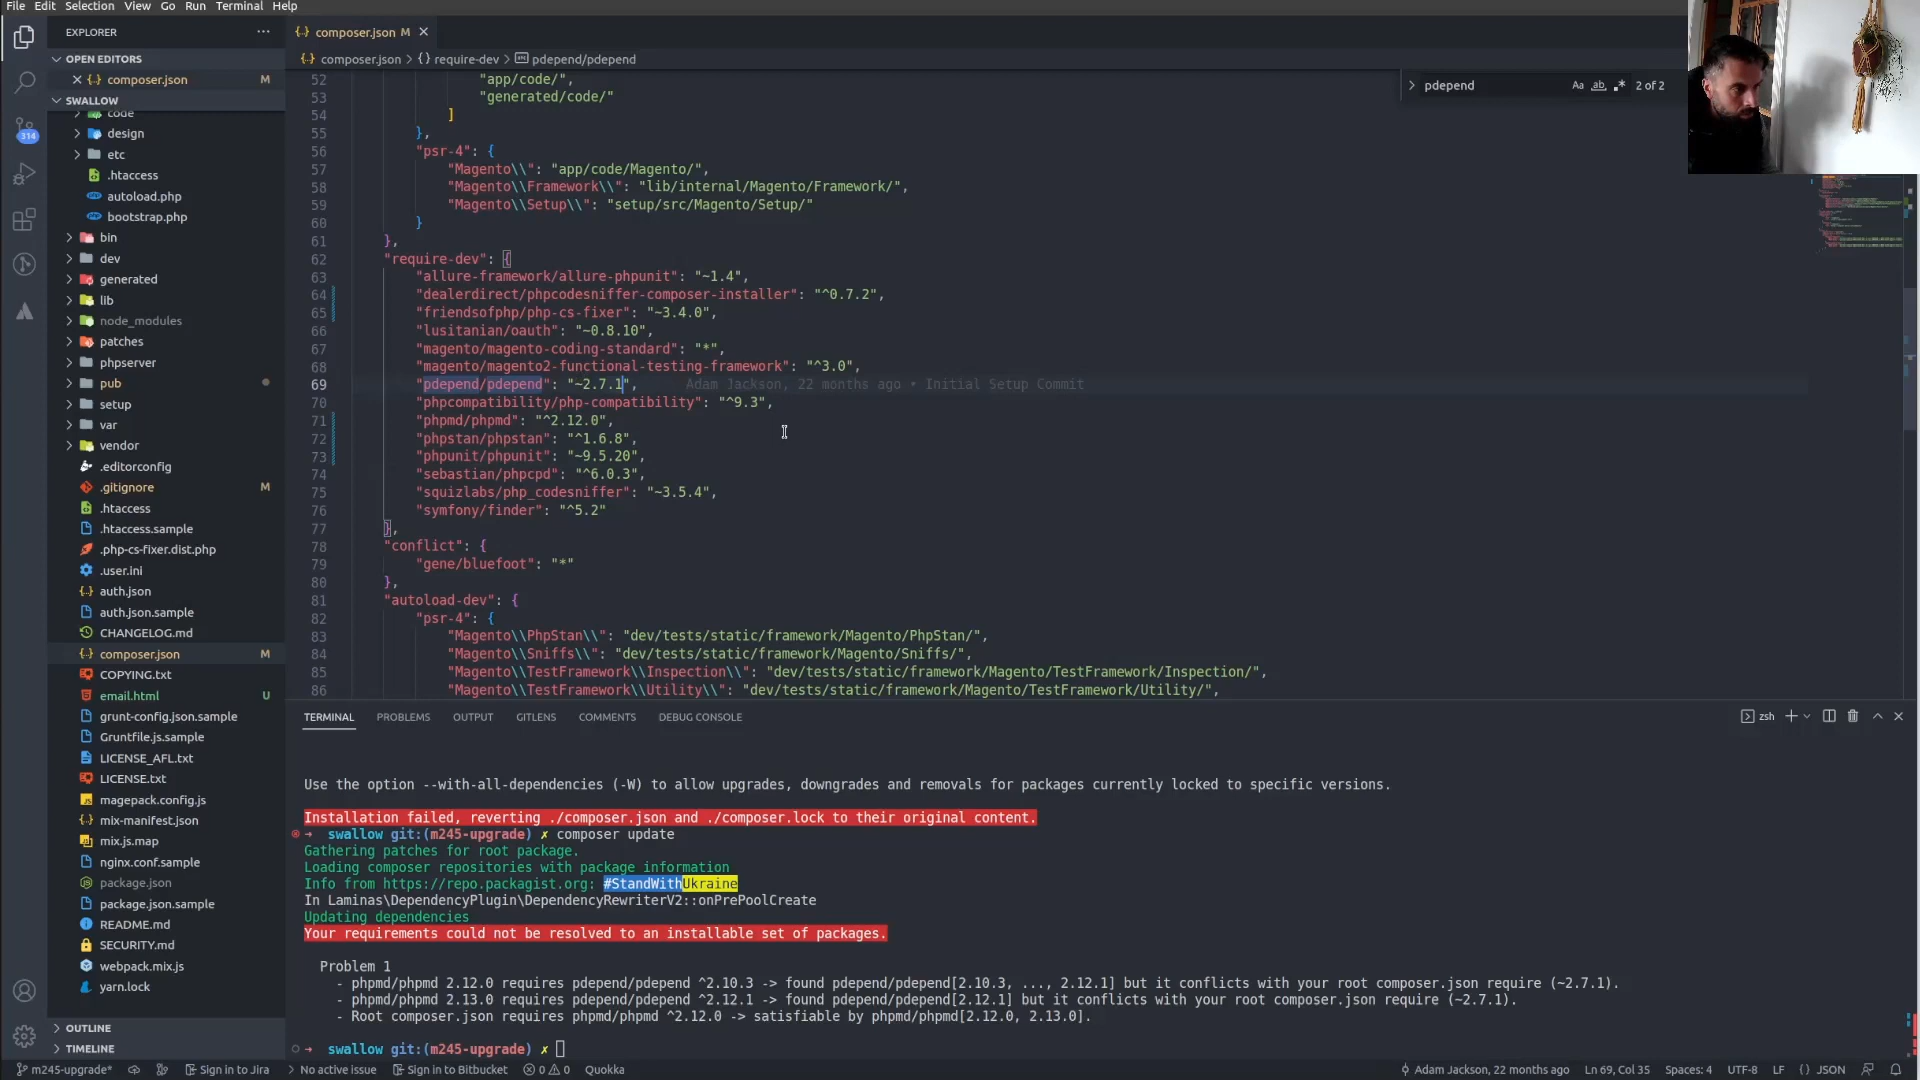 File Edit Selection View Go Run Terminal Help
EXPLORER
OPEN EDITORS
composer.json M
SWALLOW
code
design
etc
.htaccess
autoload.php
bootstrap.php
bin
dev
generated
lib
node_modules
patches
phpserver
pub
setup
var
vendor
.editorconfig
.gitignore M
.htaccess
.htaccess.sample
.php-cs-fixer.dist.php
.user.ini
auth.json
auth.json.sample
CHANGELOG.md
composer.json M
COPYING.txt
email.html U
grunt-config.json.sample
Gruntfile.js.sample
LICENSE_AFL.txt
LICENSE.txt
magepack.config.js
mix-manifest.json
mix.js.map
nginx.conf.sample
package.json
package.json.sample
README.md
SECURITY.md
webpack.mix.js
yarn.lock
OUTLINE
TIMELINE
314
composer.json M
composer.json > {} require-dev > pdepend/pdepend
pdepend Aa ab 2 of 2
52 "app/code/",
53 "generated/code/"
54 ]
55 },
56 "psr-4": {
57 "Magento\\": "app/code/Magento/",
58 "Magento\\Framework\\": "lib/internal/Magento/Framework/",
59 "Magento\\Setup\\": "setup/src/Magento/Setup/"
60 }
61 },
62 "require-dev": {
63 "allure-framework/allure-phpunit": "~1.4",
64 "dealerdirect/phpcodesniffer-composer-installer": "^0.7.2",
65 "friendsofphp/php-cs-fixer": "~3.4.0",
66 "lusitanian/oauth": "~0.8.10",
67 "magento/magento-coding-standard": "*",
68 "magento/magento2-functional-testing-framework": "^3.0",
69 "pdepend/pdepend": "~2.7.1", Adam Jackson, 22 months ago • Initial Setup Commit
70 "phpcompatibility/php-compatibility": "^9.3",
71 "phpmd/phpmd": "^2.12.0",
72 "phpstan/phpstan": "^1.6.8",
73 "phpunit/phpunit": "~9.5.20",
74 "sebastian/phpcpd": "^6.0.3",
75 "squizlabs/php_codesniffer": "~3.5.4",
76 "symfony/finder": "^5.2"
77 },
78 "conflict": {
79 "gene/bluefoot": "*"
80 },
81 "autoload-dev": {
82 "psr-4": {
83 "Magento\\PhpStan\\": "dev/tests/static/framework/Magento/PhpStan/",
84 "Magento\\Sniffs\\": "dev/tests/static/framework/Magento/Sniffs/",
85 "Magento\\TestFramework\\Inspection\\": "dev/tests/static/framework/Magento/TestFramework/Inspection/",
86 "Magento\\TestFramework\\Utility\\": "dev/tests/static/framework/Magento/TestFramework/Utility/",
TERMINAL PROBLEMS OUTPUT GITLENS COMMENTS DEBUG CONSOLE
zsh
Use the option --with-all-dependencies (-W) to allow upgrades, downgrades and removals for packages currently locked to specific versions.
Installation failed, reverting ./composer.json and ./composer.lock to their original content.
→ swallow git:(m245-upgrade) ✗ composer update
Gathering patches for root package.
Loading composer repositories with package information
Info from https://repo.packagist.org: #StandWithUkraine
In Laminas\DependencyPlugin\DependencyRewriterV2::onPrePoolCreate
Updating dependencies
Your requirements could not be resolved to an installable set of packages.
Problem 1
- phpmd/phpmd 2.12.0 requires pdepend/pdepend ^2.10.3 -> found pdepend/pdepend[2.10.3, ..., 2.12.1] but it conflicts with your root composer.json require (~2.7.1).
- phpmd/phpmd 2.13.0 requires pdepend/pdepend ^2.12.1 -> found pdepend/pdepend[2.12.1] but it conflicts with your root composer.json require (~2.7.1).
- Root composer.json requires phpmd/phpmd ^2.12.0 -> satisfiable by phpmd/phpmd[2.12.0, 2.13.0].
→ swallow git:(m245-upgrade) ✗
m245-upgrade* Sign in to Jira No active issue Sign in to Bitbucket 0 0 Quokka Adam Jackson, 22 months ago Ln 69, Col 35 Spaces: 4 UTF-8 LF {} JSON